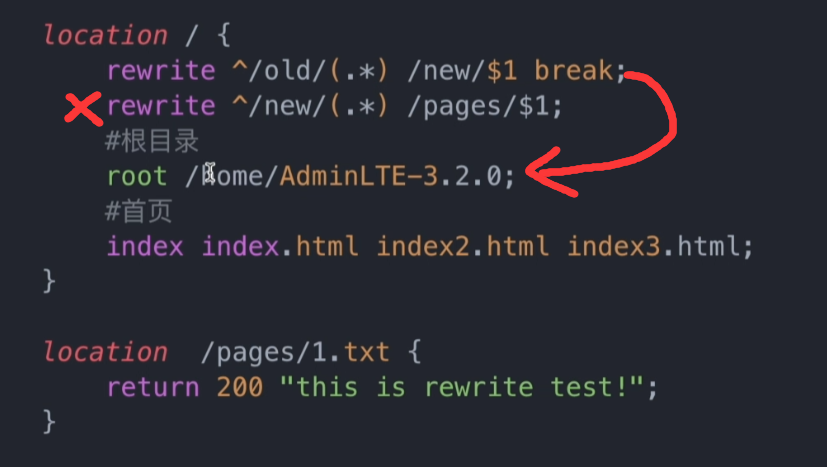 location / {
rewrite ^/old/(.*) /new/$1 break;
rewrite ^/new/(.*) /pages/$1;
#根目录
root /home/AdminLTE-3.2.0;
#首页
index index.html index2.html index3.html;
}
location /pages/1.txt {
return 200 "this is rewrite test!";
}